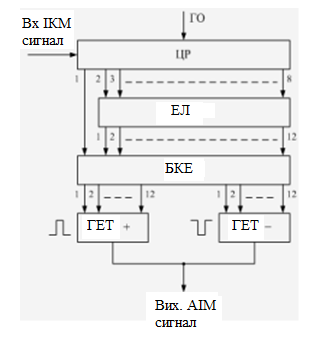 ГО
Вх ІКМ
сигнал
ЦР
1 2 3 8
ЕЛ
1 2 12
БКЕ
1 2 12 1 2 12
ГЕТ + ГЕТ −
Вих. АІМ
сигнал